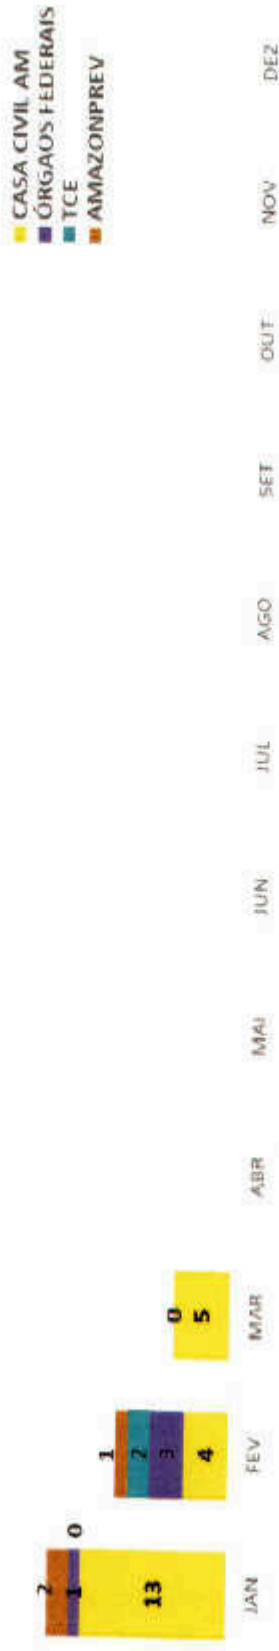 CASA CIVIL AM
ÓRGAOS FEDERAIS
TCE
AMAZONPREV
2
1
0
13
1
2
3
4
0
5
JAN FEV MAR ABR MAI JUN JUL AGO SET OUT NOV DEZ